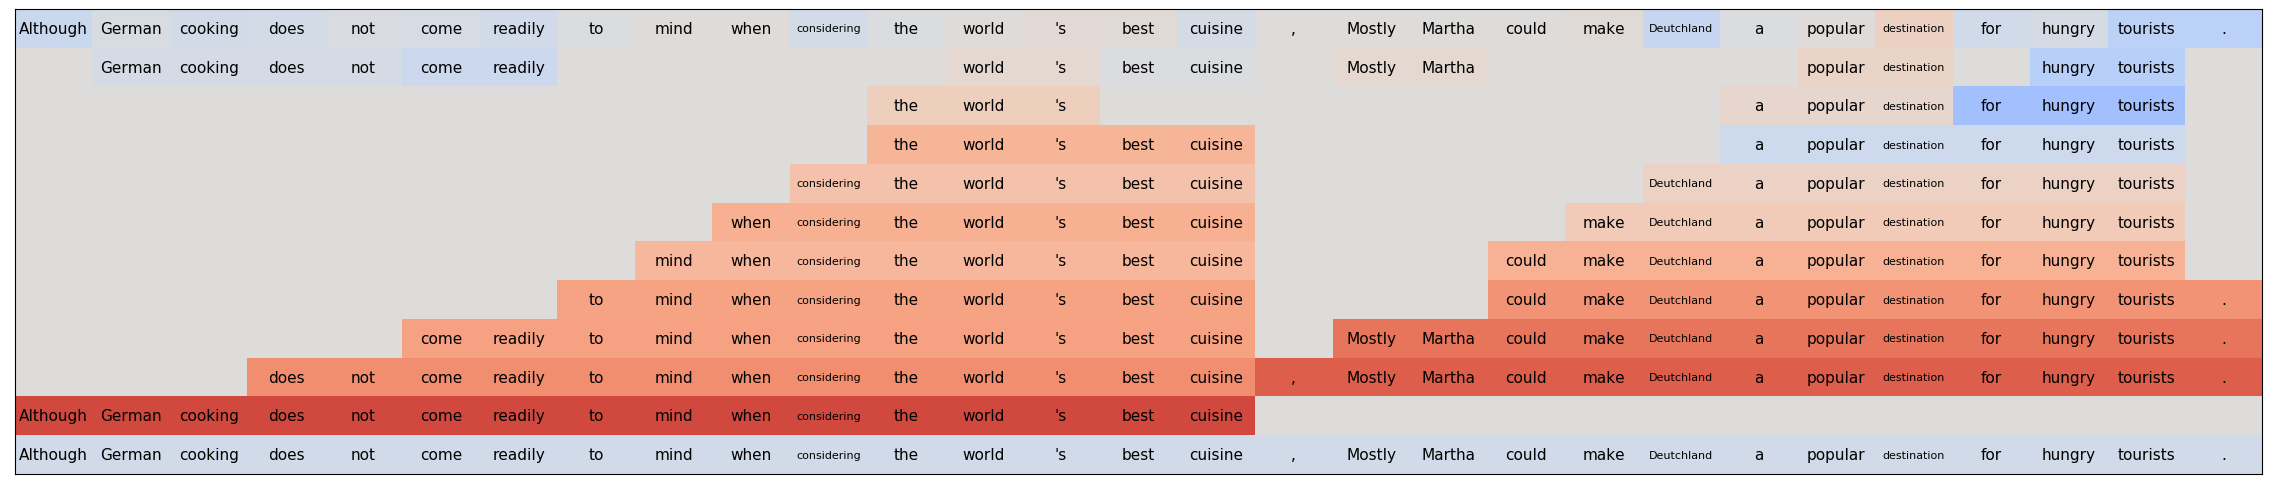 Although German cooking does not come readily to mind when considering the world 's best cuisine , Mostly Martha could make Deutchland a popular destination for hungry tourists .
German cooking does not come readily world 's best cuisine Mostly Martha popular destination hungry tourists
the world 's a popular destination for hungry tourists
the world 's best cuisine a popular destination for hungry tourists
considering the world 's best cuisine Deutchland a popular destination for hungry tourists
when considering the world 's best cuisine make Deutchland a popular destination for hungry tourists
mind when considering the world 's best cuisine could make Deutchland a popular destination for hungry tourists
to mind when considering the world 's best cuisine could make Deutchland a popular destination for hungry tourists .
come readily to mind when considering the world 's best cuisine Mostly Martha could make Deutchland a popular destination for hungry tourists .
does not come readily to mind when considering the world 's best cuisine , Mostly Martha could make Deutchland a popular destination for hungry tourists .
Although German cooking does not come readily to mind when considering the world 's best cuisine
Although German cooking does not come readily to mind when considering the world 's best cuisine , Mostly Martha could make Deutchland a popular destination for hungry tourists .